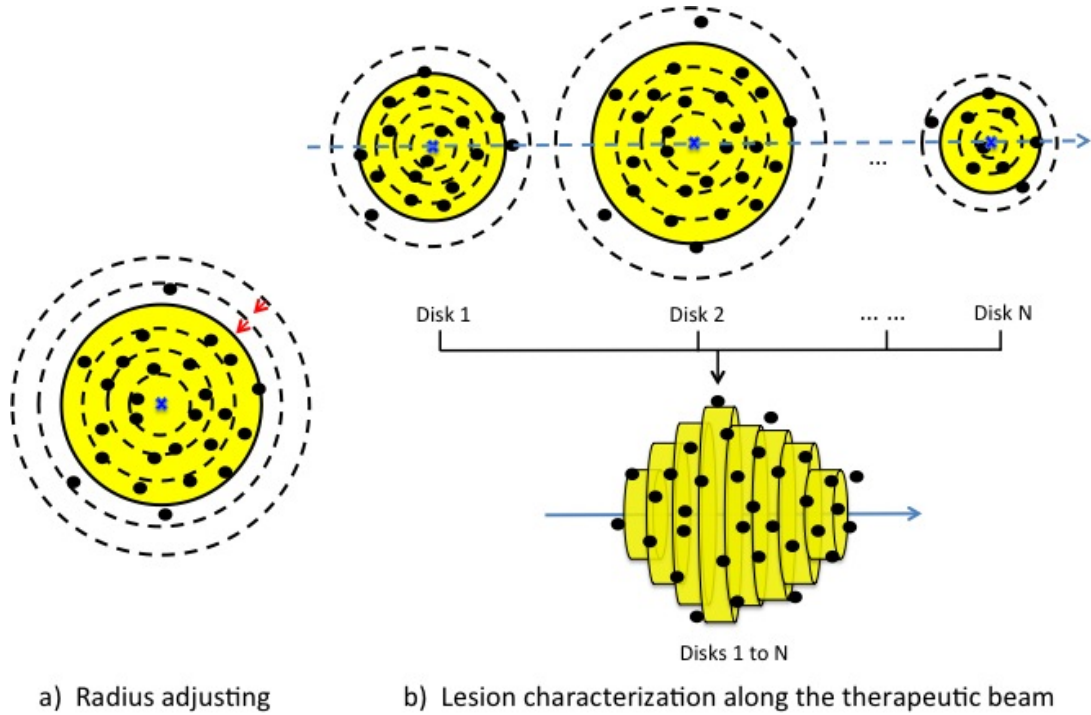 Disk 1
Disk 2
... ...
Disk N
...
Disks 1 to N
a) Radius adjusting
b) Lesion characterization along the therapeutic beam